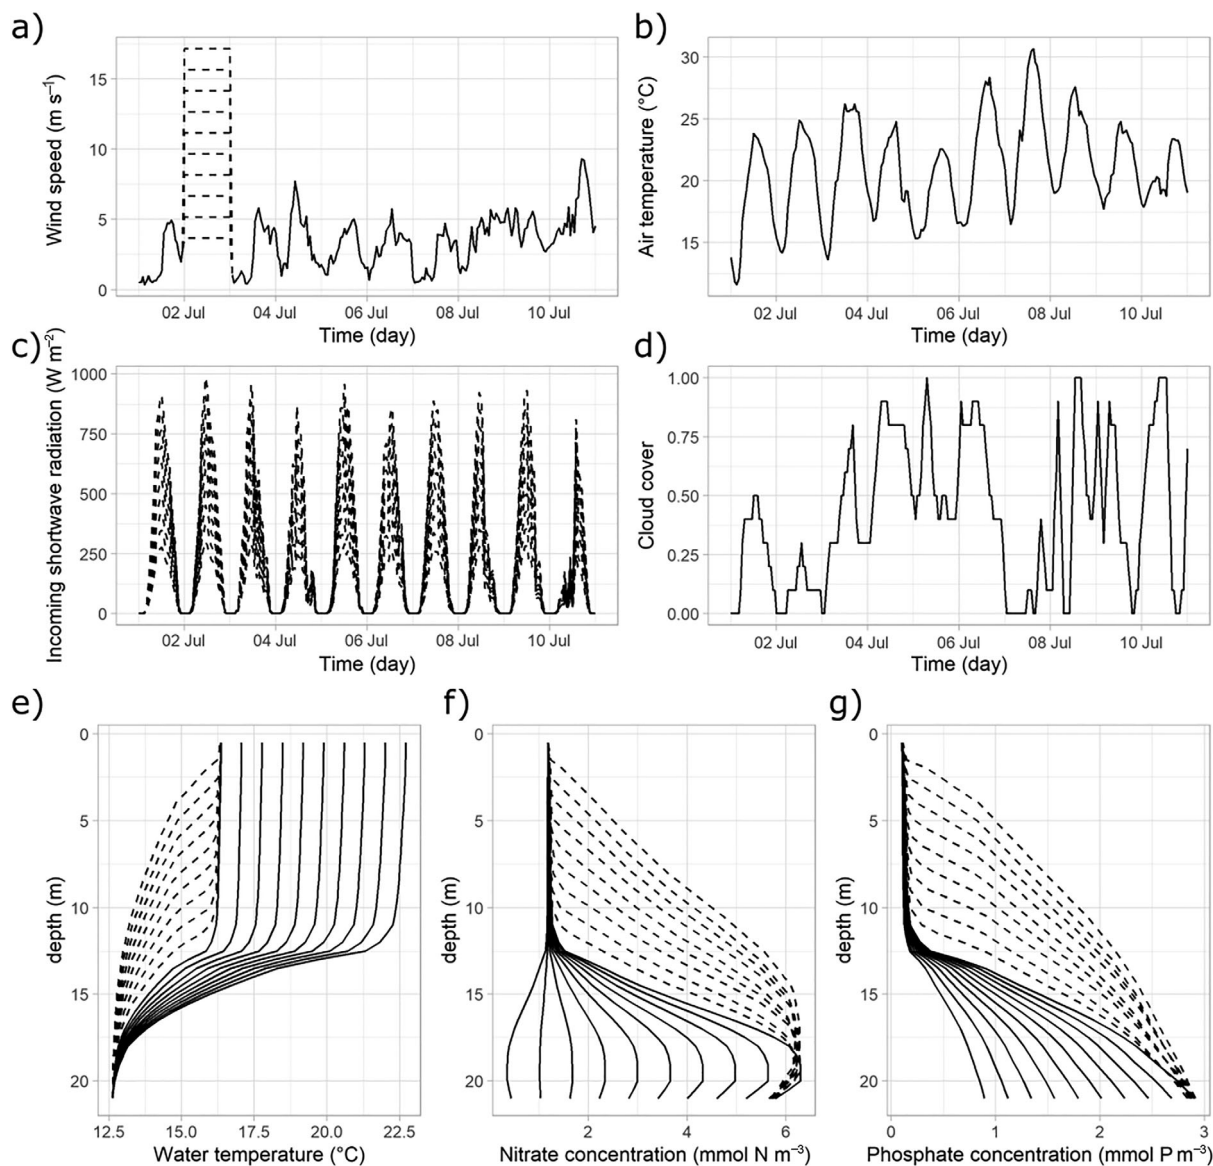 a)
Wind speed (m s⁻¹)
15
10
5
0
02 Jul 04 Jul 06 Jul 08 Jul 10 Jul
Time (day)
b)
Air temperature (°C)
30
25
20
15
02 Jul 04 Jul 06 Jul 08 Jul 10 Jul
Time (day)
c)
Incoming shortwave radiation (W m⁻²)
1000
750
500
250
0
02 Jul 04 Jul 06 Jul 08 Jul 10 Jul
Time (day)
d)
Cloud cover
1.00
0.75
0.50
0.25
0.00
02 Jul 04 Jul 06 Jul 08 Jul 10 Jul
Time (day)
e)
depth (m)
0
5
10
15
20
12.5 15.0 17.5 20.0 22.5
Water temperature (°C)
f)
depth (m)
0
5
10
15
20
2 4 6
Nitrate concentration (mmol N m⁻³)
g)
depth (m)
0
5
10
15
20
0 1 2 3
Phosphate concentration (mmol P m⁻³)